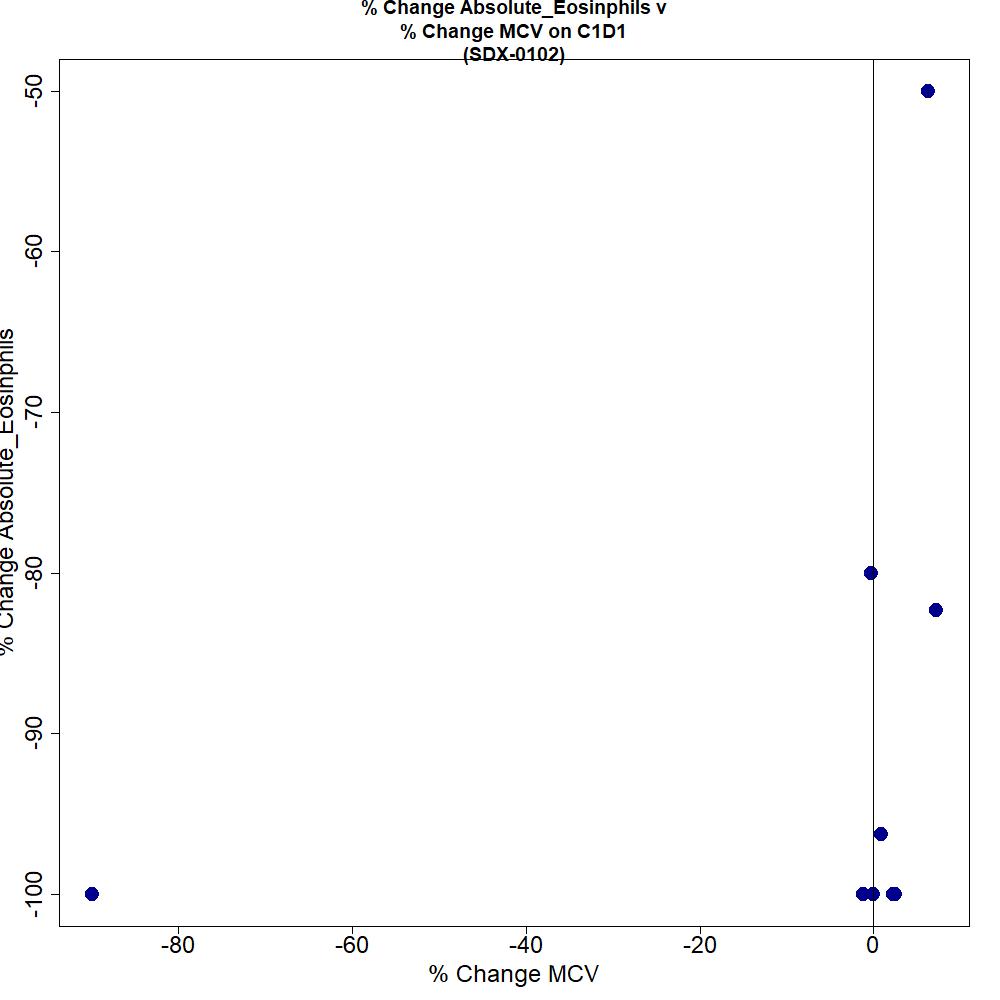 % Change Absolute_Eosinphils v
% Change MCV on C1D1
(SDX-0102)
% Change Absolute_Eosinphils
-50
-60
-70
-80
-90
-100
-80
-60
-40
-20
0
% Change MCV